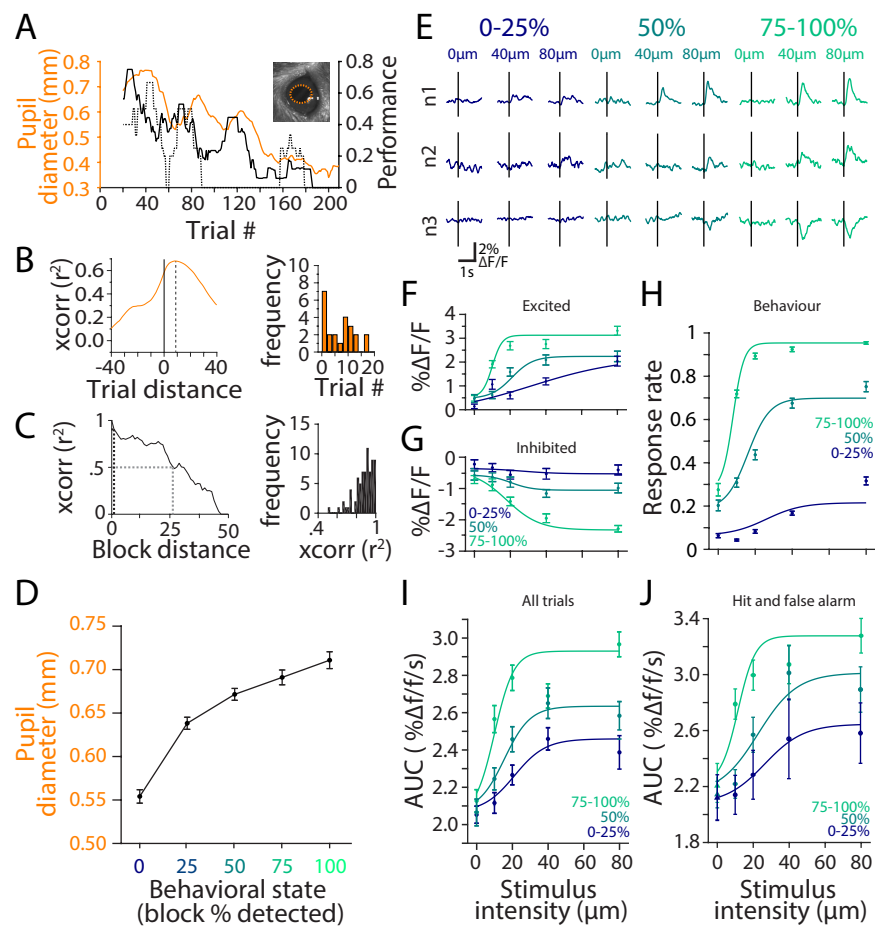 A
Pupil
diameter (mm)
0.8
0.7
0.6
0.5
0.4
0.3
0 40 80 120 160 200
Trial #
0.8
0.6
0.4
0.2
0
Performance
B
xcorr (r²)
0.6
0.4
0.2
0.0
-40 0 40
Trial distance
frequency
10
8
6
4
2
0
0 10 20
Trial #
C
xcorr (r²)
1
.5
0
0 25 50
Block distance
frequency
15
10
5
0
.4 1
xcorr (r²)
D
Pupil
diameter (mm)
0.75
0.70
0.65
0.60
0.55
0.50
0 25 50 75 100
Behavioral state
(block % detected)
E
0-25% 50% 75-100%
0µm 40µm 80µm 0µm 40µm 80µm 0µm 40µm 80µm
n1
n2
n3
2%
ΔF/F
1s
F
Excited
%ΔF/F
4
3
2
1
0
G
Inhibited
%ΔF/F
0
-1
-2
-3
0-25%
50%
75-100%
H
Behaviour
Response rate
1
0.8
0.6
0.4
0.2
0
75-100%
50%
0-25%
I
All trials
AUC ( %Δf/f/s)
3.0
2.8
2.6
2.4
2.2
2.0
75-100%
50%
0-25%
0 20 40 60 80
Stimulus
intensity (µm)
J
Hit and false alarm
AUC ( %Δf/f/s)
3.4
3.0
2.6
2.2
1.8
75-100%
50%
0-25%
0 20 40 60 80
Stimulus
intensity (µm)